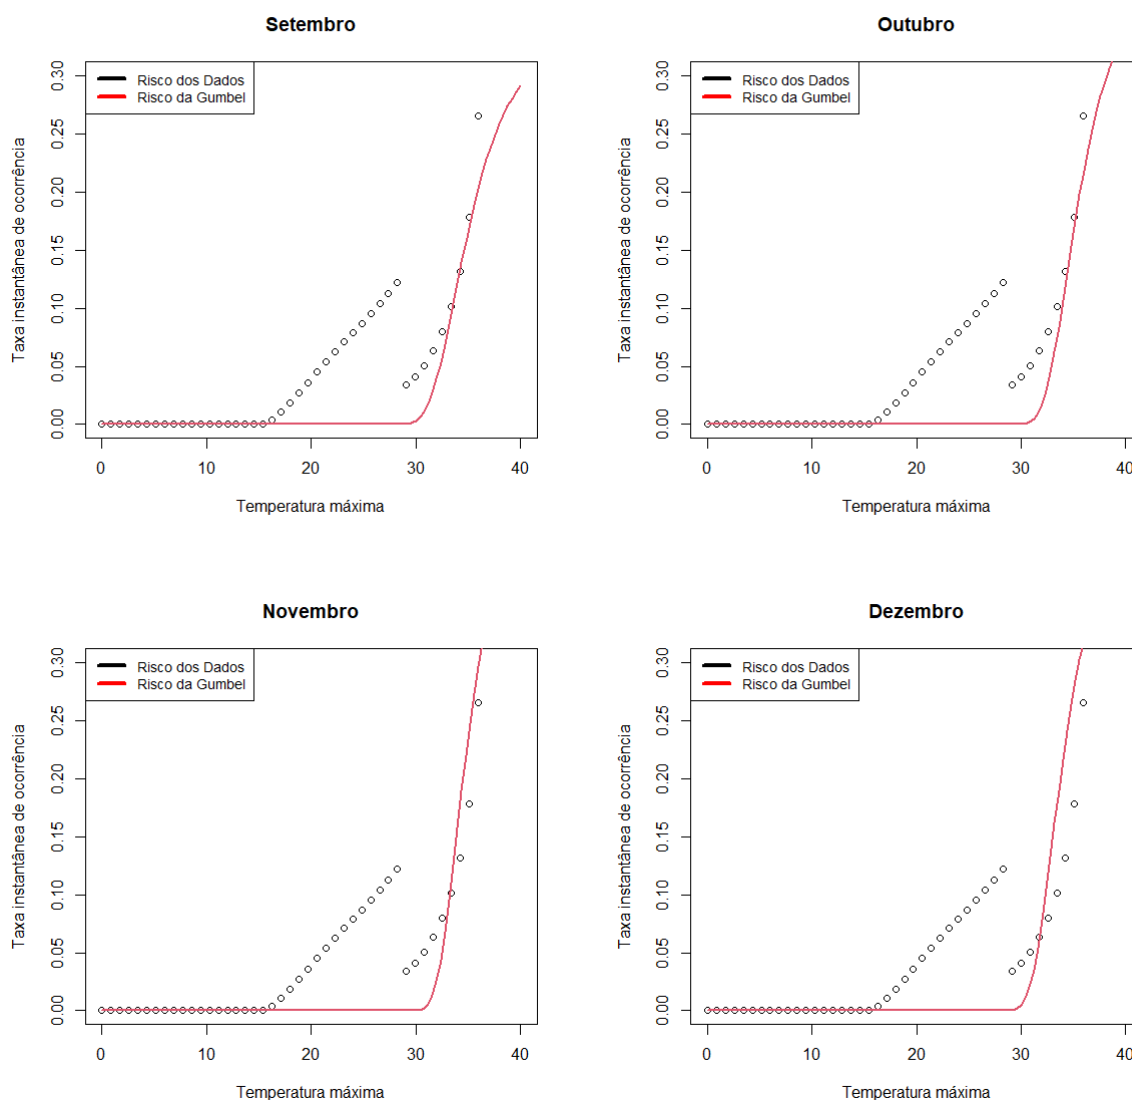 Setembro
Risco dos Dados
Risco da Gumbel
Taxa instantânea de ocorrência
0.00 0.05 0.10 0.15 0.20 0.25 0.30
0 10 20 30 40
Temperatura máxima
Outubro
Risco dos Dados
Risco da Gumbel
Taxa instantânea de ocorrência
0.00 0.05 0.10 0.15 0.20 0.25 0.30
0 10 20 30 40
Temperatura máxima
Novembro
Risco dos Dados
Risco da Gumbel
Taxa instantânea de ocorrência
0.00 0.05 0.10 0.15 0.20 0.25 0.30
0 10 20 30 40
Temperatura máxima
Dezembro
Risco dos Dados
Risco da Gumbel
Taxa instantânea de ocorrência
0.00 0.05 0.10 0.15 0.20 0.25 0.30
0 10 20 30 40
Temperatura máxima